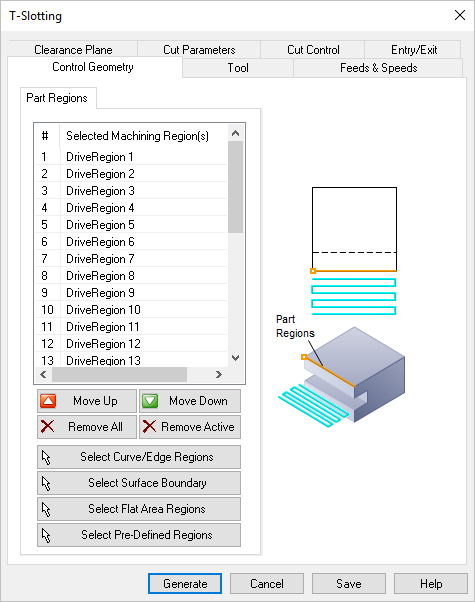 T-Slotting
Clearance Plane Cut Parameters Cut Control Entry/Exit
Control Geometry Tool Feeds & Speeds
Part Regions
# Selected Machining Region(s)
1 DriveRegion 1
2 DriveRegion 2
3 DriveRegion 3
4 DriveRegion 4
5 DriveRegion 5
6 DriveRegion 6
7 DriveRegion 7
8 DriveRegion 8
9 DriveRegion 9
10 DriveRegion 10
11 DriveRegion 11
12 DriveRegion 12
13 DriveRegion 13
Part
Regions
Move Up Move Down
Remove All Remove Active
Select Curve/Edge Regions
Select Surface Boundary
Select Flat Area Regions
Select Pre-Defined Regions
Generate Cancel Save Help